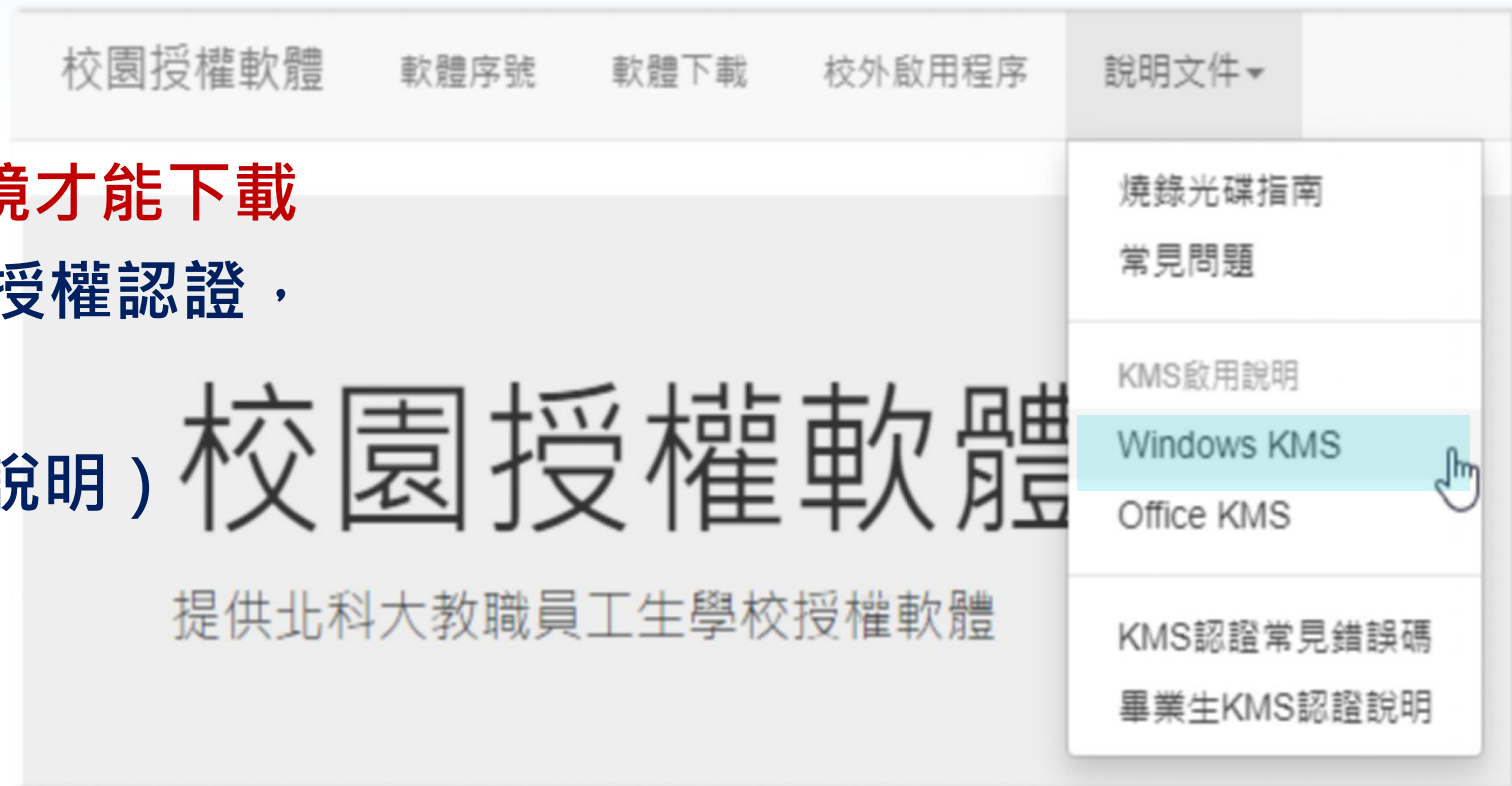 校園授權軟體 軟體序號 軟體下載 校外啟用程序 說明文件
境才能下載
授權認證，
說明）
校園授權軟體
提供北科大教職員工生學校授權軟體
燒錄光碟指南
常見問題
KMS啟用說明
Windows KMS
Office KMS
KMS認證常見錯誤碼
畢業生KMS認證說明